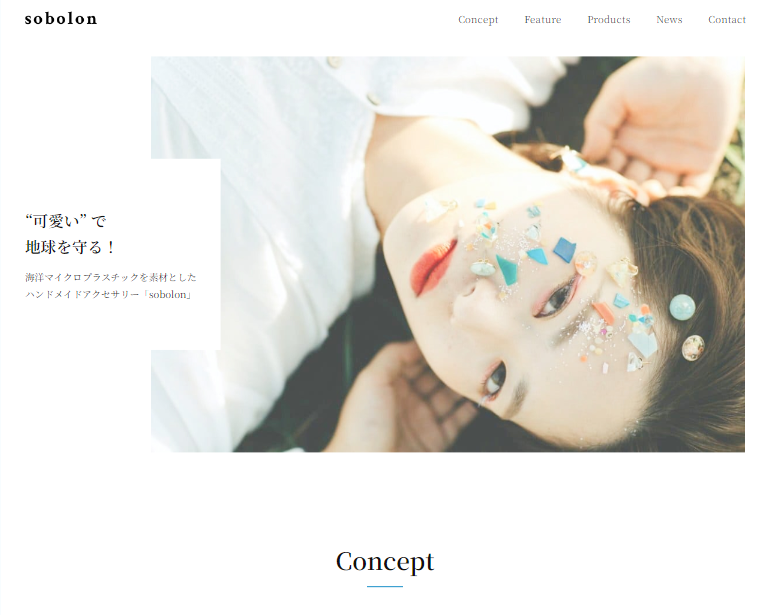 sobolon
Concept Feature Products News Contact
“可愛い” で
地球を守る！
海洋マイクロプラスチックを素材とした
ハンドメイドアクセサリー「sobolon」
Concept